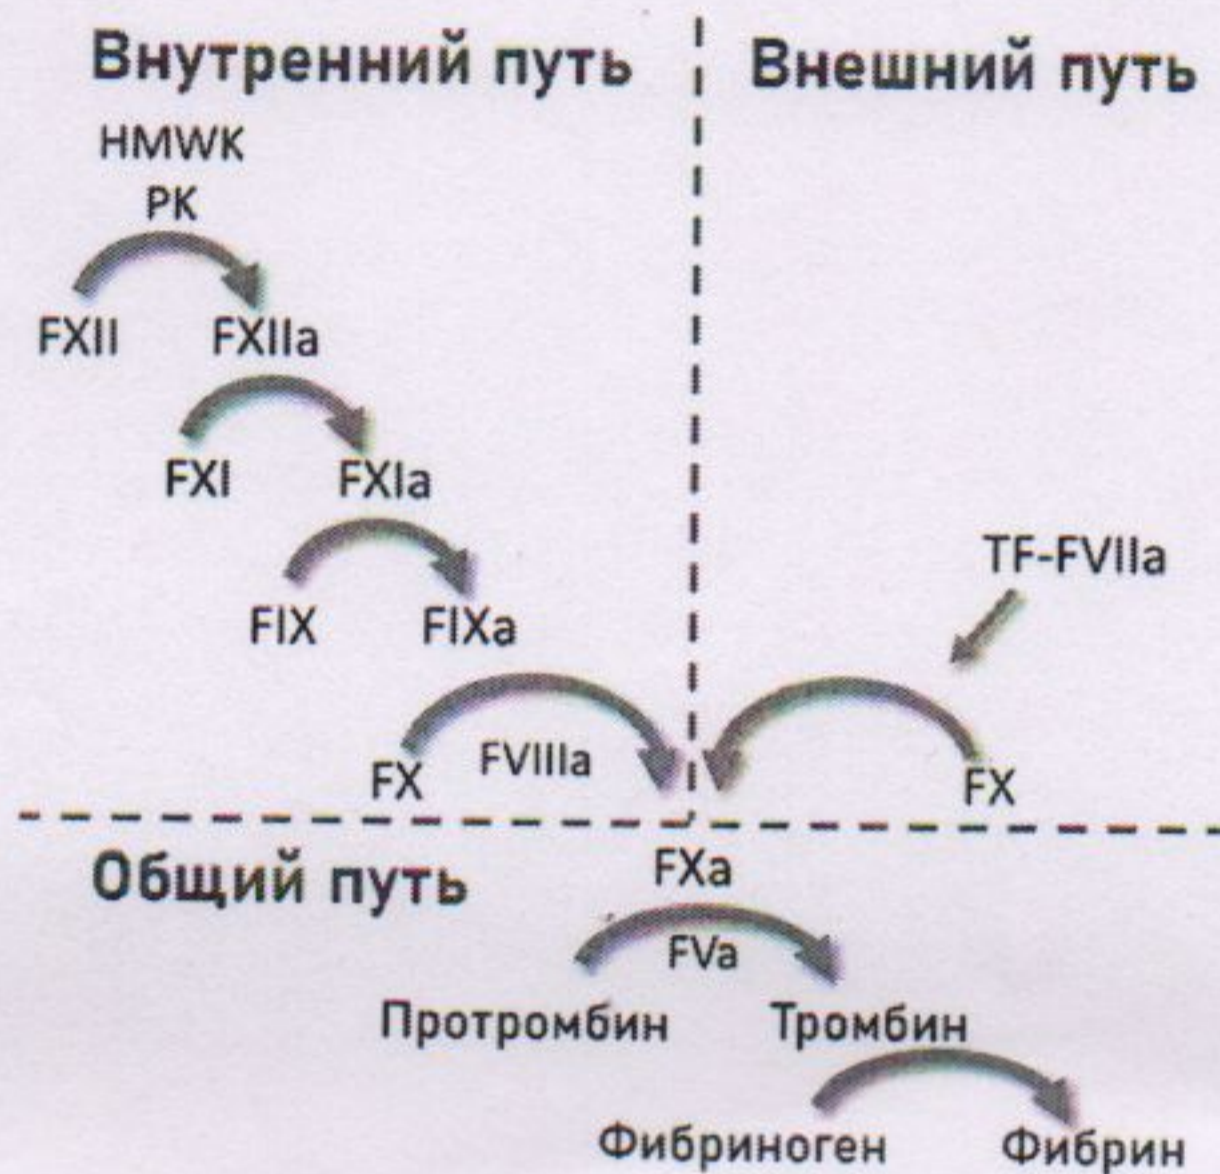 Внутренний путь
Внешний путь
HMWK
PK
FXII FXIIa
FXI FXIa
TF-FVIIa
FIX FIXa
FX FVIIIa
FX
Общий путь
FXa
FVa
Протромбин Тромбин
Фибриноген Фибрин